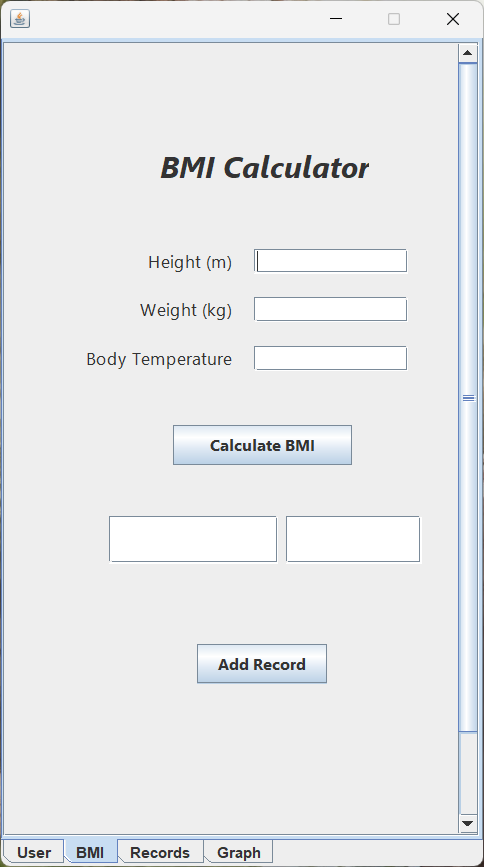 BMI Calculator
Height (m)
Weight (kg)
Body Temperature
Calculate BMI
Add Record
User BMI Records Graph